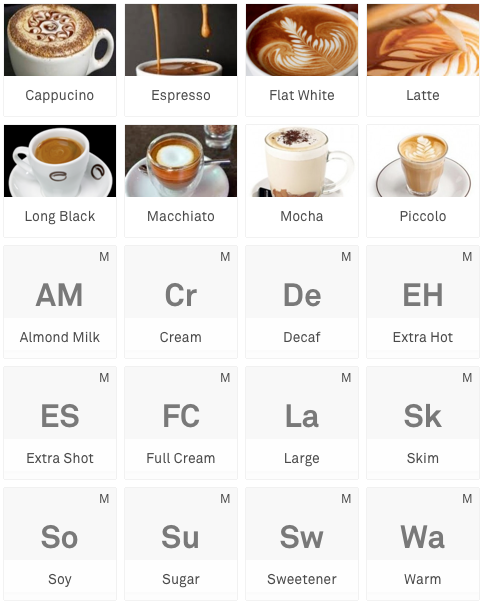 Cappucino
Espresso
Flat White
Latte
Long Black
Macchiato
Mocha
Piccolo
M
AM
Almond Milk
M
Cr
Cream
M
De
Decaf
M
EH
Extra Hot
M
ES
Extra Shot
M
FC
Full Cream
M
La
Large
M
Sk
Skim
M
So
Soy
M
Su
Sugar
M
Sw
Sweetener
M
Wa
Warm